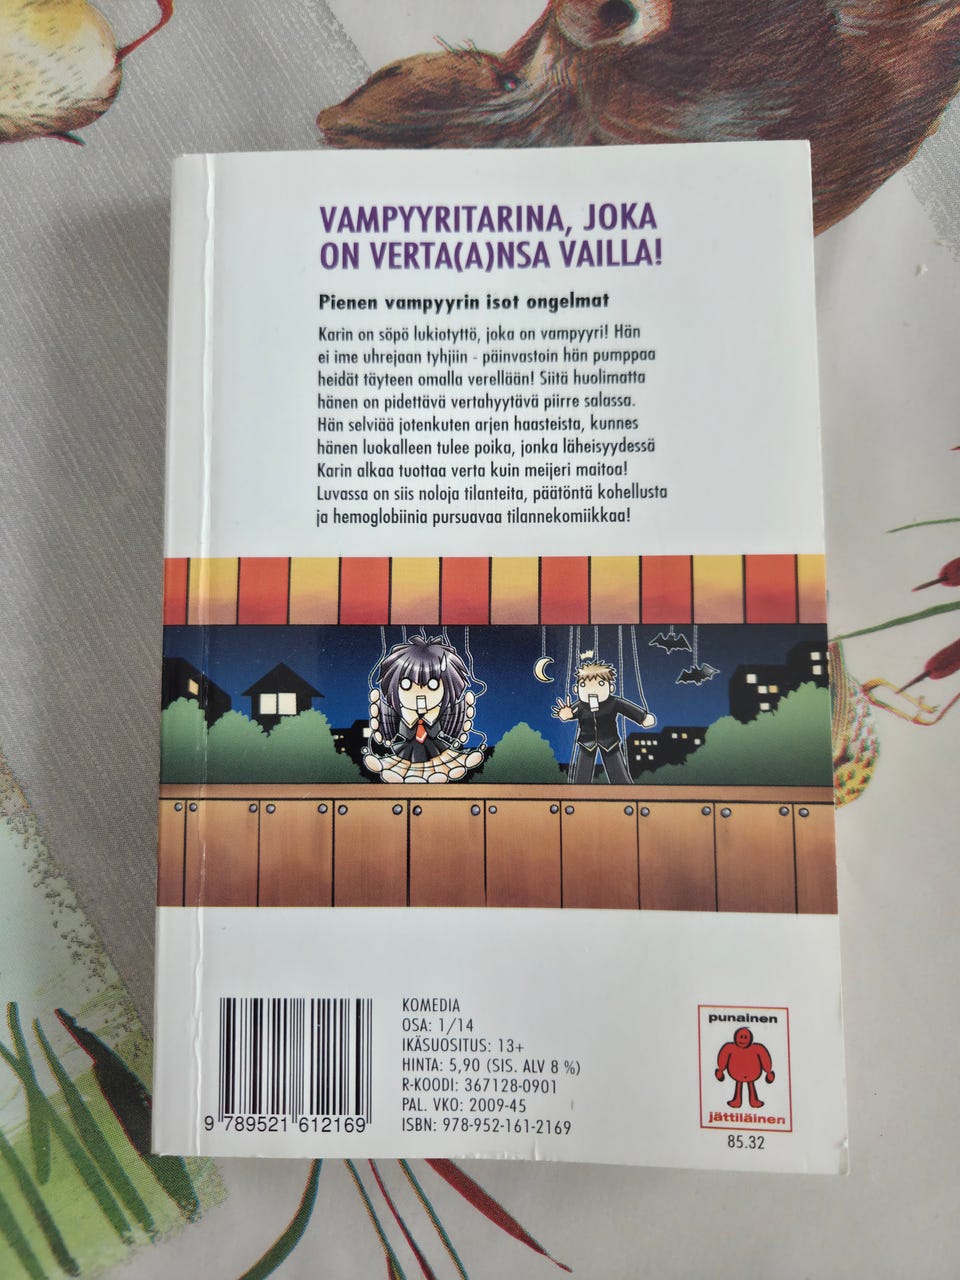 VAMPYYRITARINA, JOKA
ON VERTA(A)NSA VAILLA!
Pienen vampyyrin isot ongelmat
Karin on söpö lukiotyttö, joka on vampyyri! Hän
ei ime uhrejaan tyhjiin - päinvastoin hän pumppaa
heidät täyteen omalla verellään! Siitä huolimatta
hänen on pidettävä vertahyytävä piirre salassa.
Hän selviää jotenkuten arjen haasteista, kunnes
hänen luokalleen tulee poika, jonka läheisyydessä
Karin alkaa tuottaa verta kuin meijeri maitoa!
Luvassa on siis noloja tilanteita, päätöntä kohellusta
ja hemoglobiinia pursuavaa tilannekomiikkaa!
9 789521 612169
KOMEDIA
OSA: 1/14
IKÄSUOSITUS: 13+
HINTA: 5,90 (SIS. ALV 8 %)
R-KOODI: 367128-0901
PAL. VKO: 2009-45
ISBN: 978-952-161-2169
punainen
jättiläinen
85.32